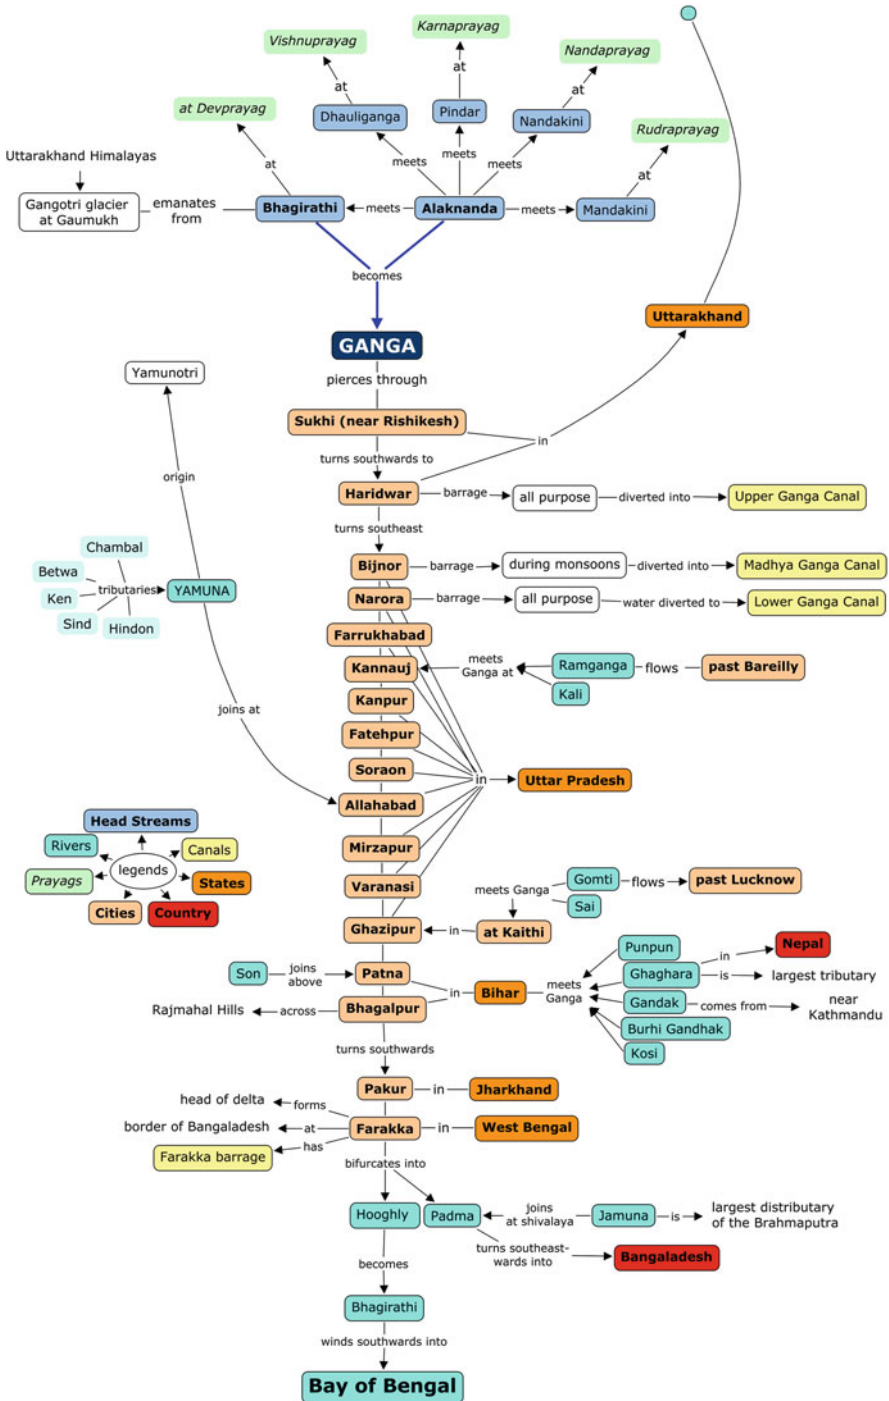 Karnaprayag
Vishnuprayag
Nandaprayag
at
at
at
at Devprayag
Dhauliganga
Pindar
Nandakini
Rudraprayag
Uttarakhand Himalayas
at
meets
meets
meets
at
Gangotri glacier
at Gaumukh
emanates
from
Bhagirathi
meets
Alaknanda
meets
Mandakini
becomes
Uttarakhand
GANGA
Yamunotri
pierces through
Sukhi (near Rishikesh)
in
turns southwards to
origin
Haridwar
barrage
all purpose
diverted into
Upper Ganga Canal
turns southeast
Chambal
Betwa
tributaries
Ken
Sind
Hindon
YAMUNA
Bijnor
barrage
during monsoons
diverted into
Madhya Ganga Canal
Narora
barrage
all purpose
water diverted to
Lower Ganga Canal
Farrukhabad
Kannauj
meets
Ganga at
Ramganga
flows
past Bareilly
Kali
Kanpur
joins at
Fatehpur
Soraon
in
Uttar Pradesh
Allahabad
Head Streams
Rivers
Canals
legends
Prayags
States
Cities
Country
Mirzapur
Varanasi
meets Ganga
Gomti
flows
past Lucknow
Sai
Ghazipur
in
at Kaithi
Punpun
Nepal
in
Son
joins
above
Patna
in
Bihar
meets
Ganga
Ghaghara
is
largest tributary
Rajmahal Hills
across
Bhagalpur
Gandak
comes from
near
Kathmandu
Burhi Gandhak
Kosi
turns southwards
Pakur
in
Jharkhand
head of delta
forms
border of Bangaladesh
at
Farakka
in
West Bengal
Farakka barrage
has
bifurcates into
Hooghly
Padma
joins
at shivalaya
Jamuna
is
largest distributary
of the Brahmaputra
turns southeast-
wards into
Bangaladesh
becomes
Bhagirathi
winds southwards into
Bay of Bengal